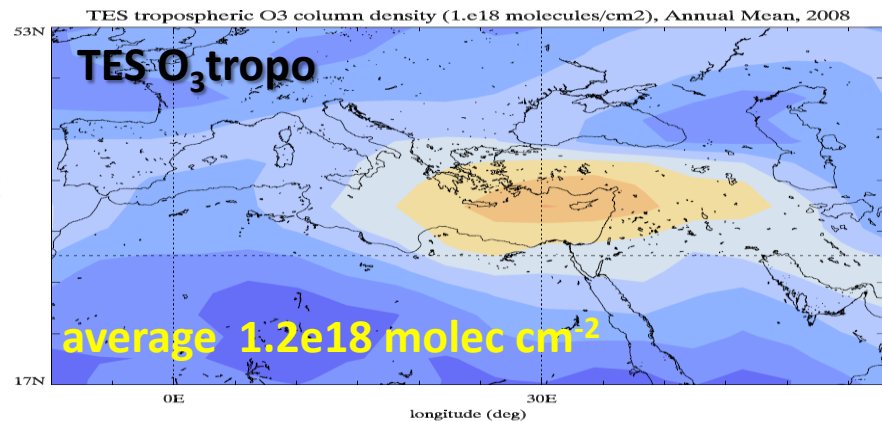 TES tropospheric O3 column density (1.e18 molecules/cm2), Annual Mean, 2008
53N
TES O₃tropo
average 1.2e18 molec cm⁻²
17N
0E 30E
longitude (deg)